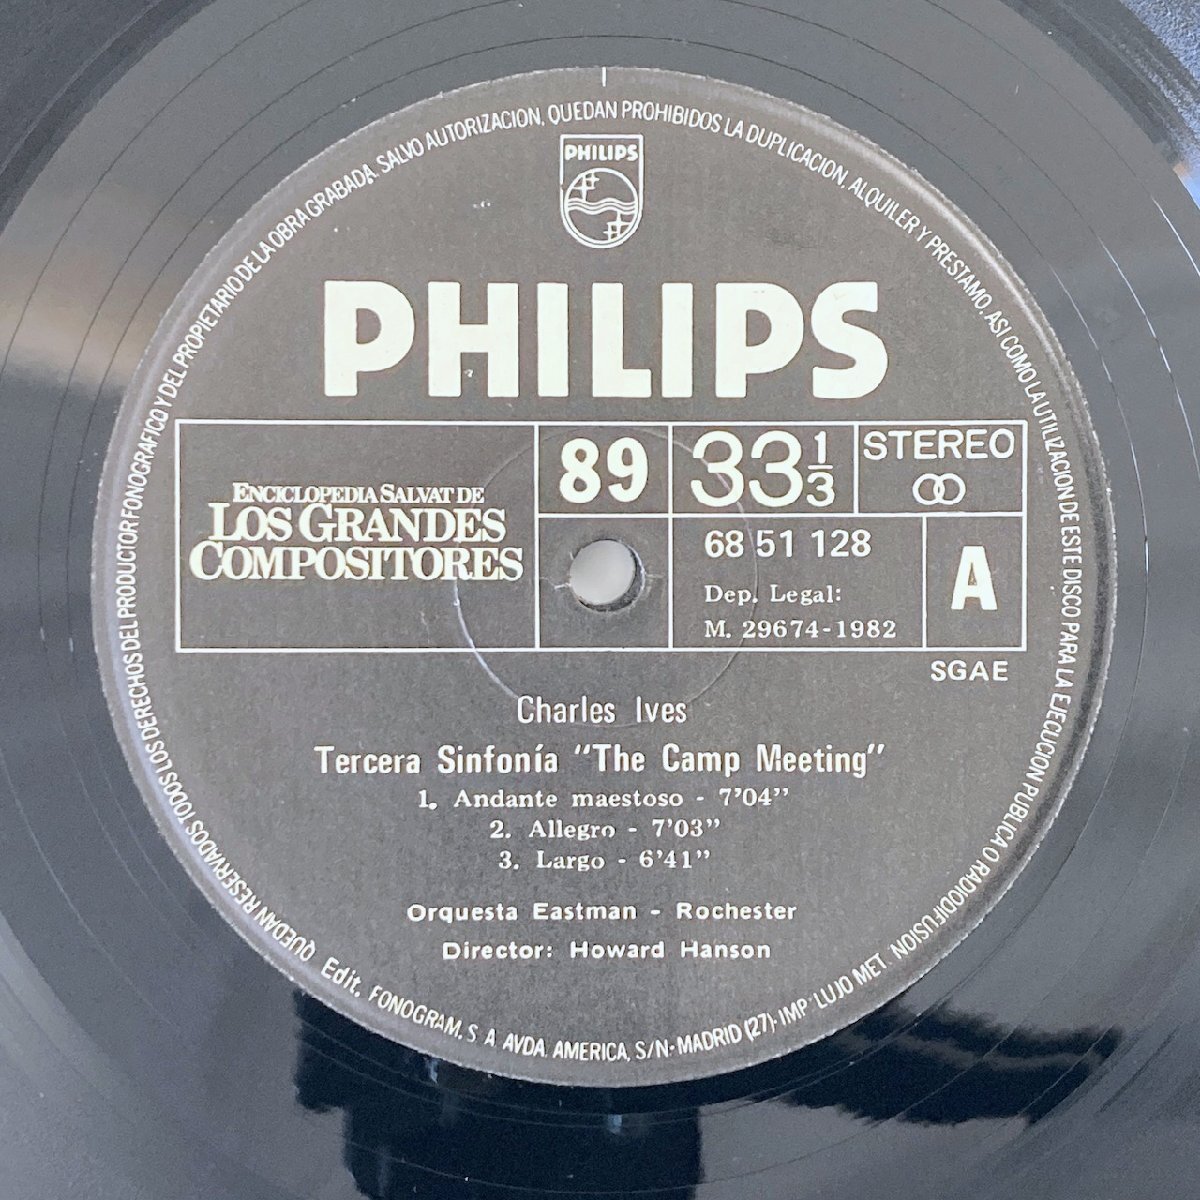 QUEDAN RESERVADOS TODOS LOS DERECHOS DEL PRODUCTOR FONOGRAFICO Y DEL PROPIETARIO DE LA OBRA GRABADA. SALVO AUTORIZACION, QUEDAN PROHIBIDOS LA DUPLICACION, ALQUILER Y PRESTAMO, ASI COMO LA UTILIZACION DE ESTE DISCO PARA LA EJECUCION PUBLICA O RADIODIFUSION
PHILIPS
PHILIPS
ENCICLOPEDIA SALVAT DE
LOS GRANDES
COMPOSITORES
89
33 1/3
STEREO
68 51 128
Dep. Legal:
M. 29674-1982
A
SGAE
Charles Ives
Tercera Sinfonía "The Camp Meeting"
1. Andante maestoso - 7'04"
2. Allegro - 7'03"
3. Largo - 6'41"
Orquesta Eastman - Rochester
Director: Howard Hanson
Edit. FONOGRAM, S A AVDA. AMERICA, S/N-MADRID (27)-IMP LUJO MET.